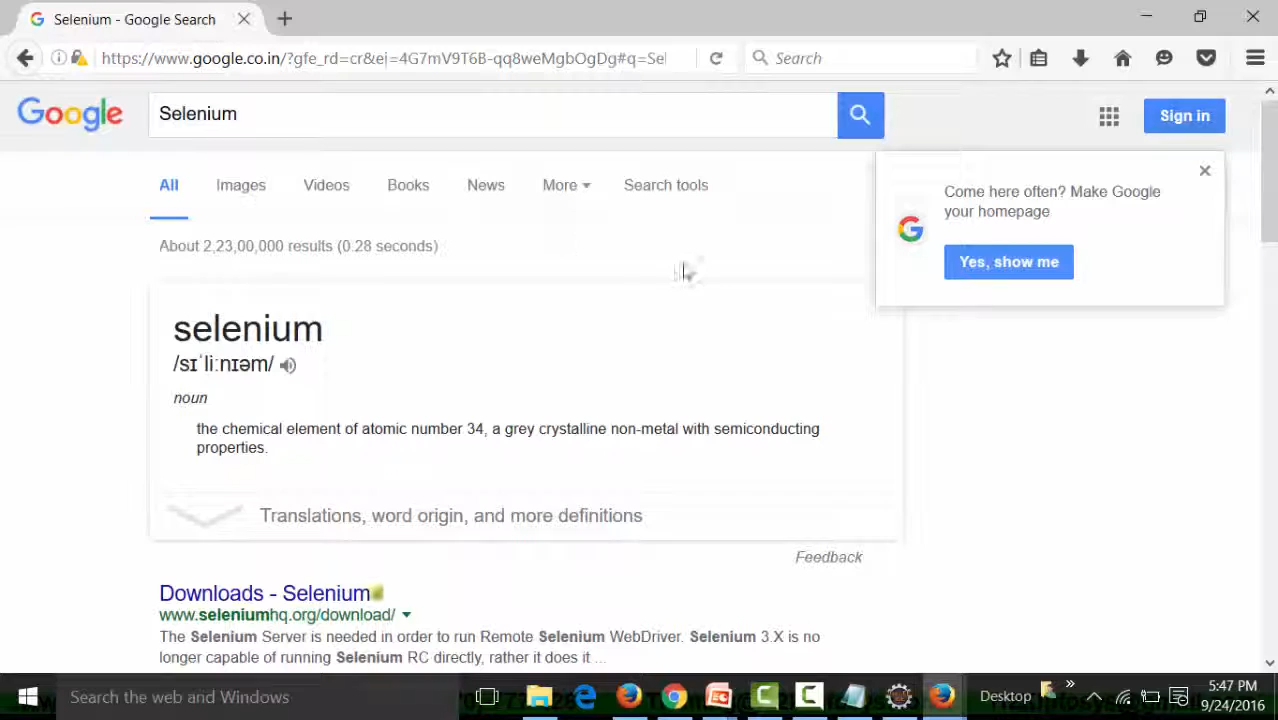 Selenium - Google Search
https://www.google.co.in/?gfe_rd=cr&ej=4G7mV9T6B-qq8weMgbOgDg#q=Se
Search
Google
Selenium
Sign in
All Images Videos Books News More Search tools
Come here often? Make Google
your homepage
Yes, show me
About 2,23,00,000 results (0.28 seconds)
selenium
/sɪˈliːnɪəm/
noun
the chemical element of atomic number 34, a grey crystalline non-metal with semiconducting
properties.
Translations, word origin, and more definitions
Feedback
Downloads - Selenium
www.seleniumhq.org/download/
The Selenium Server is needed in order to run Remote Selenium WebDriver. Selenium 3.X is no
longer capable of running Selenium RC directly, rather it does it ...
Search the web and Windows
Desktop
5:47 PM
9/24/2016